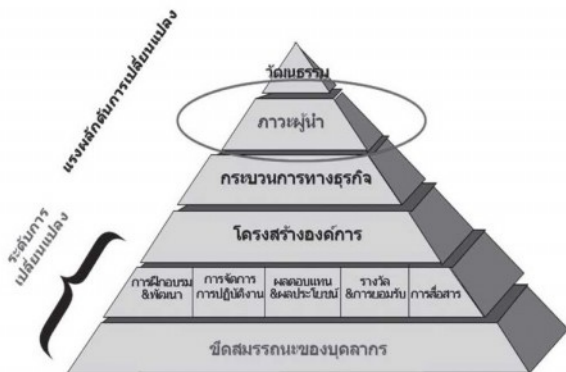 วัฒนธรรม
ภาวะผู้นำ
กระบวนการทางธุรกิจ
โครงสร้างองค์การ
การฝึกอบรม
&พัฒนา
การจัดการ
การปฏิบัติงาน
ผลตอบแทน
&ผลประโยชน์
รางวัล
&การยอมรับ
การสื่อสาร
ขีดสมรรถนะของบุคลากร
แรงผลักดันการเปลี่ยนแปลง
ระดับการ
เปลี่ยนแปลง